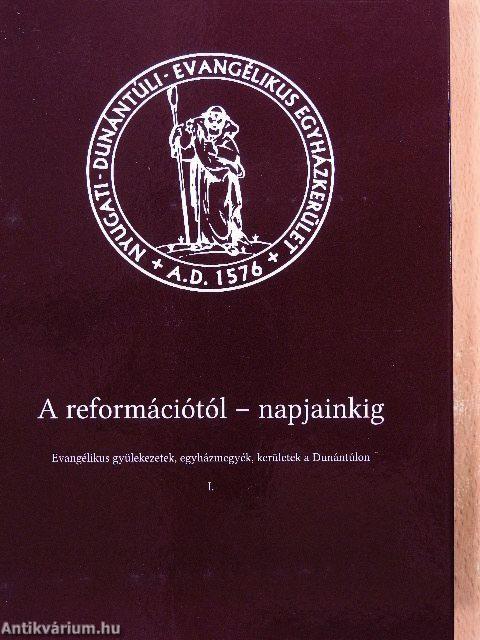 NYUGATI - DUNÁNTÚLI - EVANGÉLIKUS EGYHÁZKERÜLET
+ A.D. 1576 +
A reformációtól – napjainkig
Evangélikus gyülekezetek, egyházmegyék, kerületek a Dunántúlon
I.
Antikvárium.hu